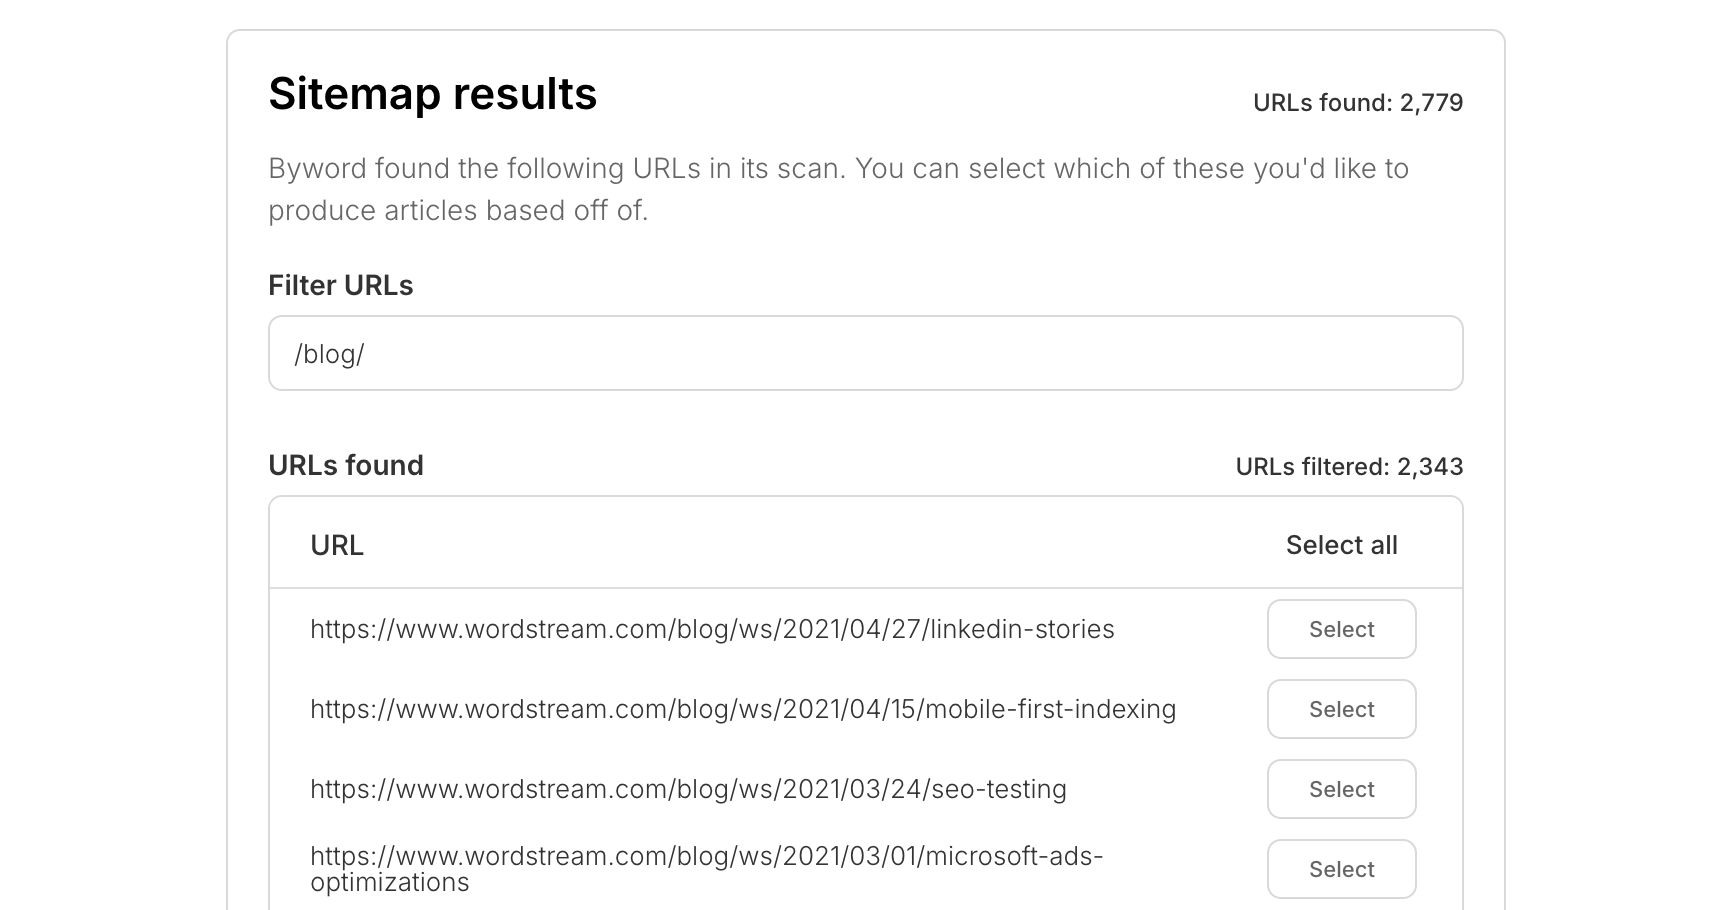 Sitemap results
URLs found: 2,779
Byword found the following URLs in its scan. You can select which of these you'd like to
produce articles based off of.
Filter URLs
/blog/
URLs found
URLs filtered: 2,343
URL
Select all
https://www.wordstream.com/blog/ws/2021/04/27/linkedin-stories
Select
https://www.wordstream.com/blog/ws/2021/04/15/mobile-first-indexing
Select
https://www.wordstream.com/blog/ws/2021/03/24/seo-testing
Select
https://www.wordstream.com/blog/ws/2021/03/01/microsoft-ads-
optimizations
Select